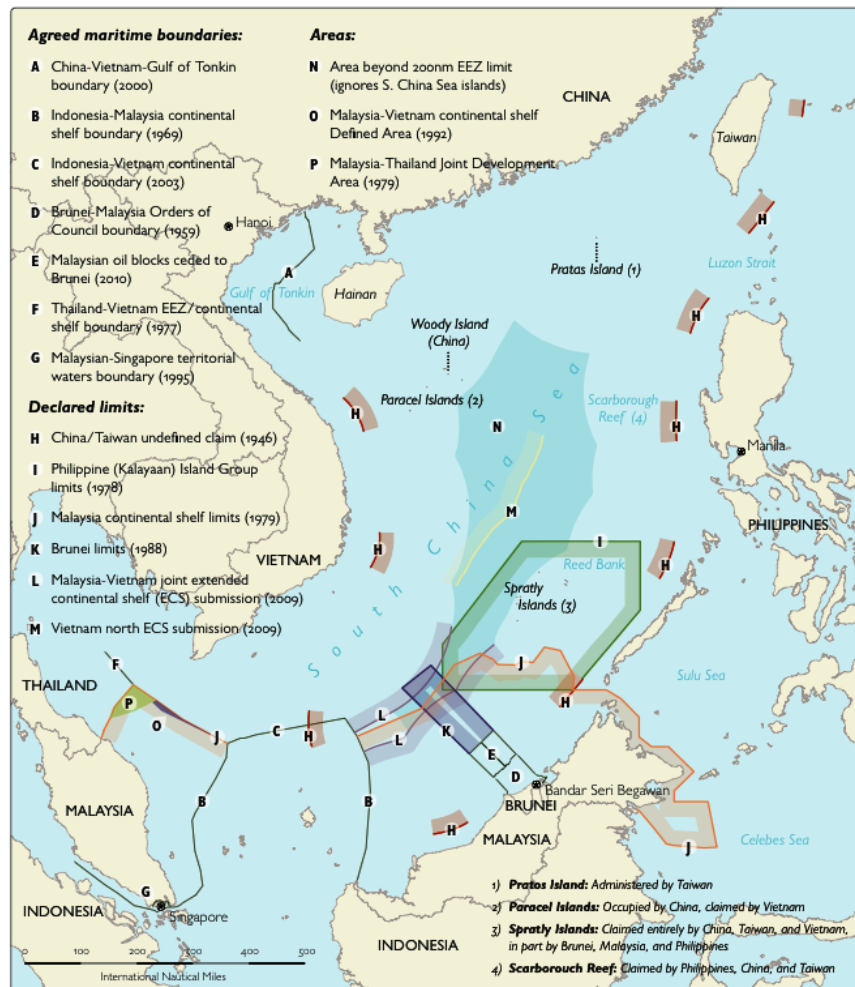 Agreed maritime boundaries:
A China-Vietnam-Gulf of Tonkin
boundary (2000)
B Indonesia-Malaysia continental
shelf boundary (1969)
C Indonesia-Vietnam continental
shelf boundary (2003)
D Brunei-Malaysia Orders of
Council boundary (1959)
E Malaysian oil blocks ceded to
Brunei (2010)
F Thailand-Vietnam EEZ/continental
shelf boundary (1977)
G Malaysian-Singapore territorial
waters boundary (1995)
Declared limits:
H China/Taiwan undefined claim (1946)
I Philippine (Kalayaan) Island Group
limits (1978)
J Malaysia continental shelf limits (1979)
K Brunei limits (1988)
L Malaysia-Vietnam joint extended
continental shelf (ECS) submission (2009)
M Vietnam north ECS submission (2009)
Areas:
N Area beyond 200nm EEZ limit
(ignores S. China Sea islands)
O Malaysia-Vietnam continental shelf
Defined Area (1992)
P Malaysia-Thailand Joint Development
Area (1979)
CHINA
Taiwan
H
Hanoi
A
Gulf of Tonkin
Hainan
Pratas Island (1)
Luzon Strait
H
Woody Island
(China)
Paracel Islands (2)
H
N
Scarborough
Reef (4)
H
Manila
South China Sea
M
PHILIPPINES
VIETNAM
H
I
Reed Bank
H
Spratly
Islands (3)
F
THAILAND
P
O
J
C
H
L
L
K
J
H
Sulu Sea
E
D
Bandar Seri Begawan
BRUNEI
B
B
MALAYSIA
H
MALAYSIA
J
Celebes Sea
G
Singapore
INDONESIA
INDONESIA
1) Pratos Island: Administered by Taiwan
2) Paracel Islands: Occupied by China, claimed by Vietnam
3) Spratly Islands: Claimed entirely by China, Taiwan, and Vietnam,
in part by Brunei, Malaysia, and Philippines
4) Scarborouch Reef: Claimed by Philippines, China, and Taiwan
0 100 200 300 400 500
International Nautical Miles